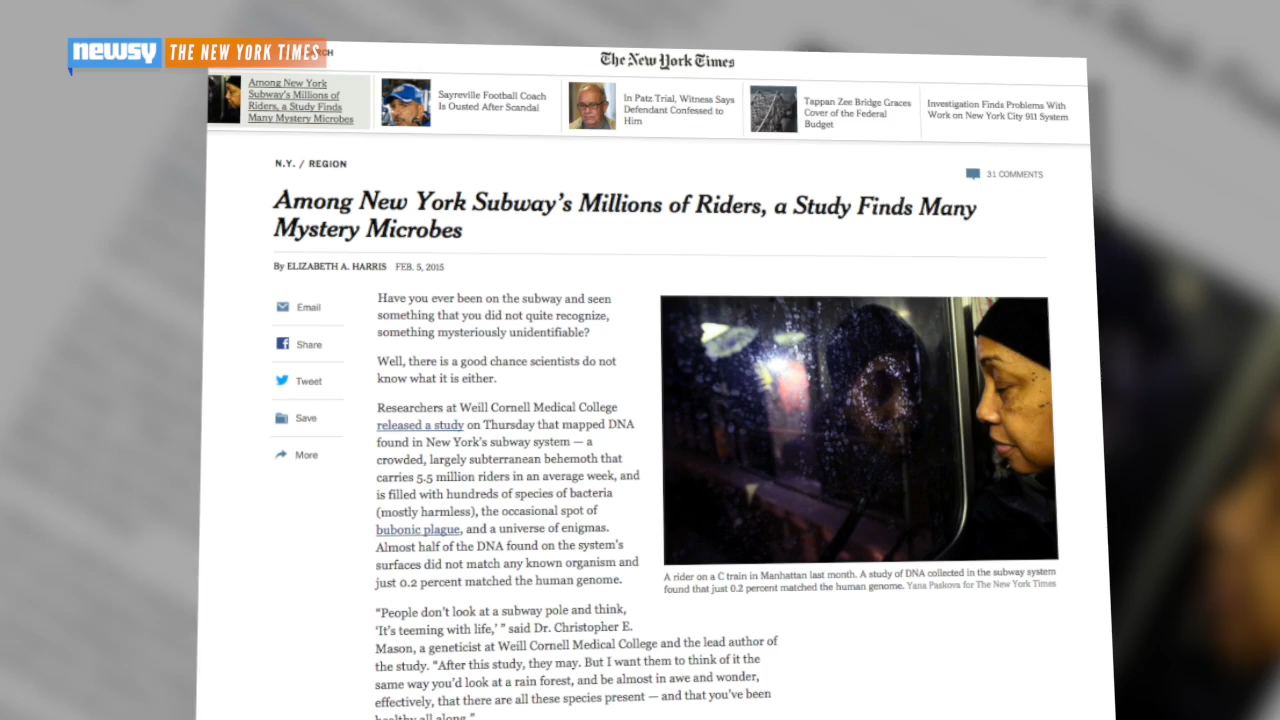 newsy THE NEW YORK TIMES
The New York Times
Among New York
Subway's Millions of
Riders, a Study Finds
Many Mystery Microbes
Sayreville Football Coach
Is Ousted After Scandal
In Patz Trial, Witness Says
Defendant Confessed to
Him
Tappan Zee Bridge Graces
Cover of the Federal
Budget
Investigation Finds Problems With
Work on New York City 911 System
N.Y. / REGION
31 COMMENTS
Among New York Subway's Millions of Riders, a Study Finds Many
Mystery Microbes
By ELIZABETH A. HARRIS FEB. 5, 2015
Email
Share
Tweet
Save
More
Have you ever been on the subway and seen
something that you did not quite recognize,
something mysteriously unidentifiable?
Well, there is a good chance scientists do not
know what it is either.
Researchers at Weill Cornell Medical College
released a study on Thursday that mapped DNA
found in New York's subway system — a
crowded, largely subterranean behemoth that
carries 5.5 million riders in an average week, and
is filled with hundreds of species of bacteria
(mostly harmless), the occasional spot of
bubonic plague, and a universe of enigmas.
Almost half of the DNA found on the system's
surfaces did not match any known organism and
just 0.2 percent matched the human genome.
A rider on a C train in Manhattan last month. A study of DNA collected in the subway system
found that just 0.2 percent matched the human genome. Yana Paskova for The New York Times
“People don't look at a subway pole and think,
‘It's teeming with life,’ ” said Dr. Christopher E.
Mason, a geneticist at Weill Cornell Medical College and the lead author of
the study. “After this study, they may. But I want them to think of it the
same way you'd look at a rain forest, and be almost in awe and wonder,
effectively, that there are all these species present — and that you've been
healthy all along.”